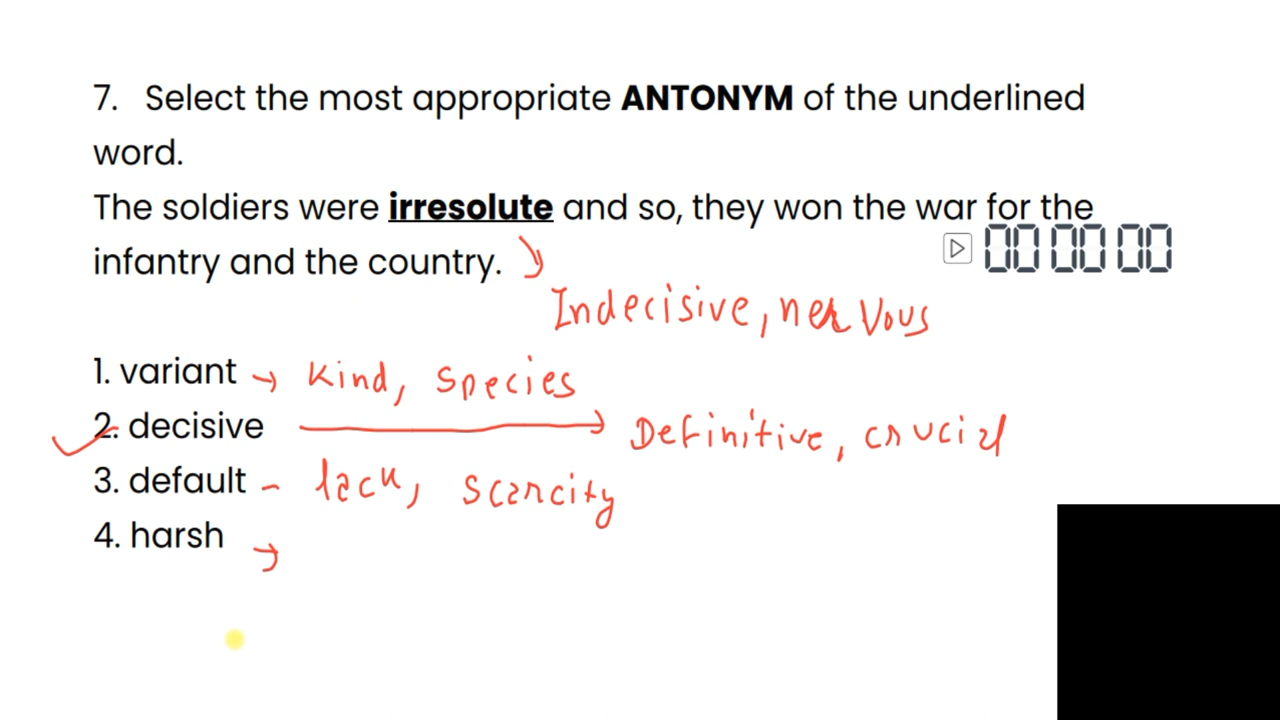 7. Select the most appropriate ANTONYM of the underlined
word.
The soldiers were irresolute and so, they won the war for the
infantry and the country.
00 00 00
Indecisive, nervous
1. variant → Kind, Species
2. decisive → Definitive, crucial
3. default - lack, Scarcity
4. harsh →